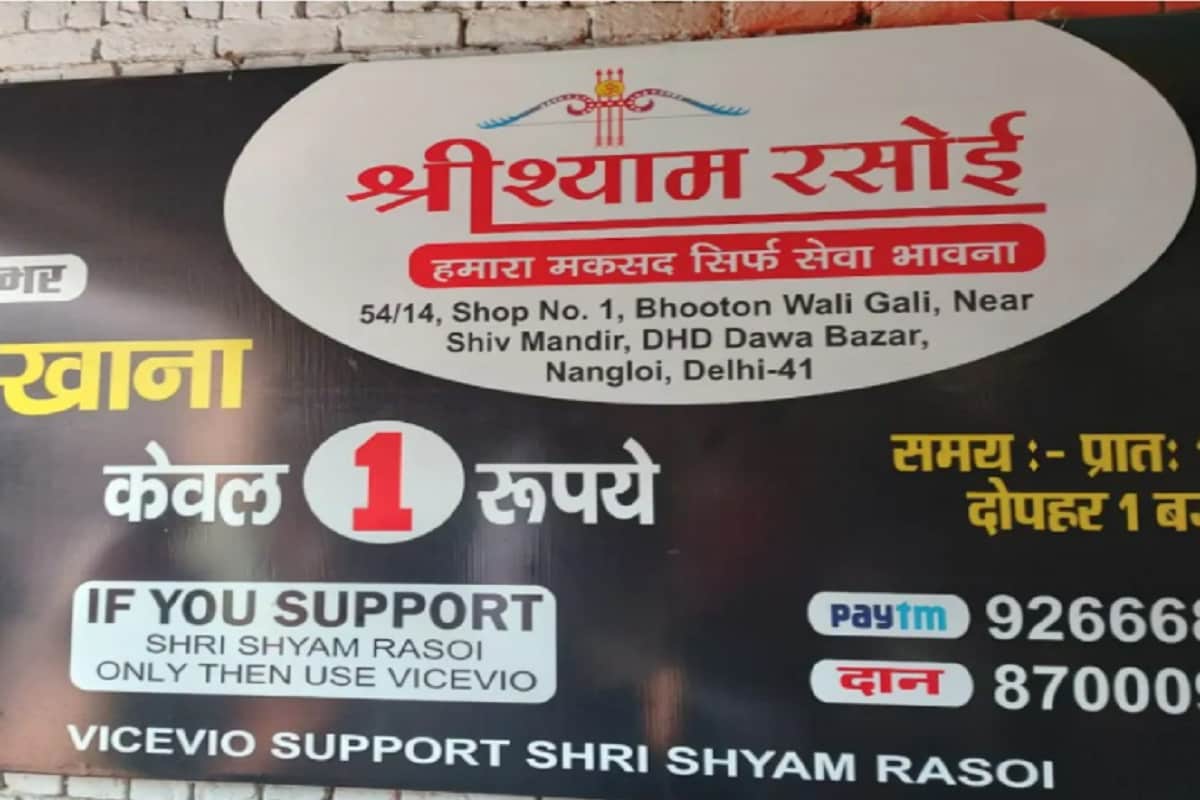 श्री श्याम रसोई
हमारा मकसद सिर्फ सेवा भावना
54/14, Shop No. 1, Bhooton Wali Gali, Near
Shiv Mandir, DHD Dawa Bazar,
Nangloi, Delhi-41
खाना
केवल 1 रूपये
समय :- प्रातः
दोपहर 1
IF YOU SUPPORT
SHRI SHYAM RASOI
ONLY THEN USE VICEVIO
paytm 92666
दान 87000
VICEVIO SUPPORT SHRI SHYAM RASOI